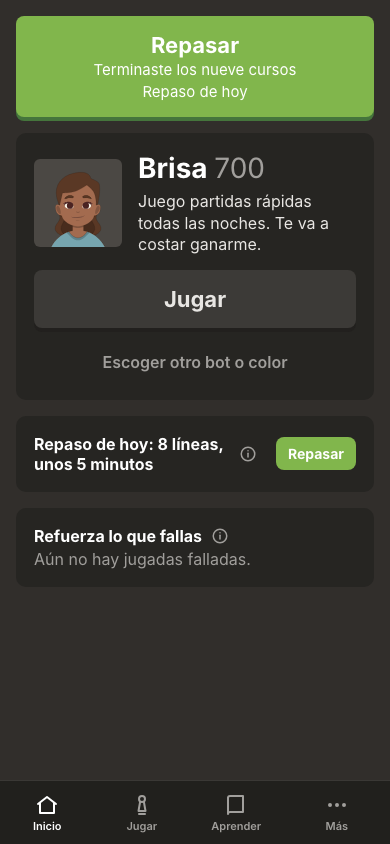 Repasar
Terminaste los nueve cursos
Repaso de hoy
Brisa 700
Juego partidas rápidas
todas las noches. Te va a
costar ganarme.
Jugar
Escoger otro bot o color
Repaso de hoy: 8 líneas,
unos 5 minutos
Repasar
Refuerza lo que fallas
Aún no hay jugadas falladas.
Inicio
Jugar
Aprender
Más